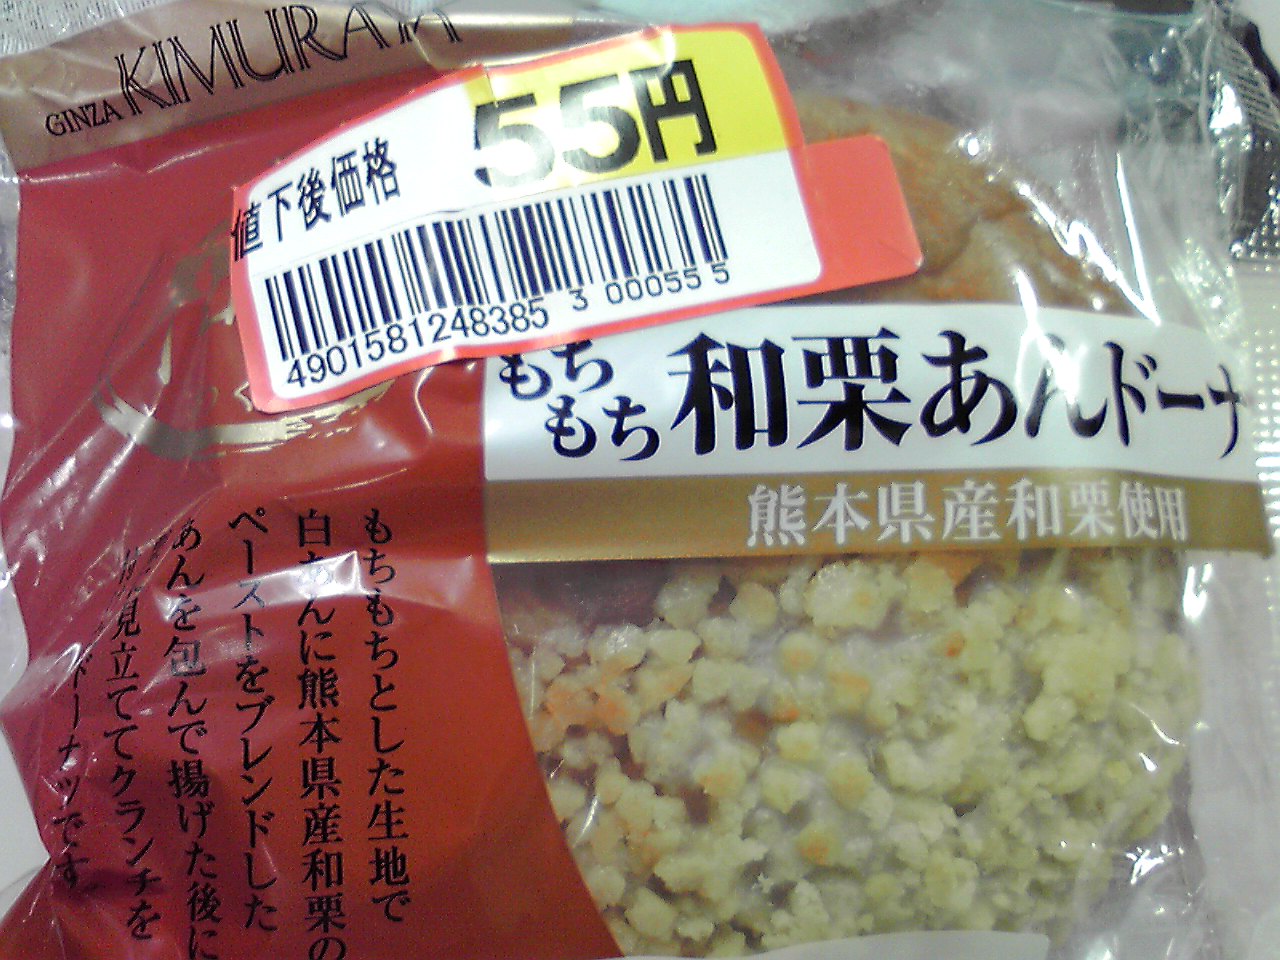 GINZA KIMURAYA
55円
値下後価格
4901581248385 3 00055 5
もち
もち
和栗あんドーナ
熊本県産和栗使用
もちもちとした生地で
白あんに熊本県産和栗の
ペーストをブレンドした
あんを包んで揚げた後に
見立ててクランチを
ドーナツです